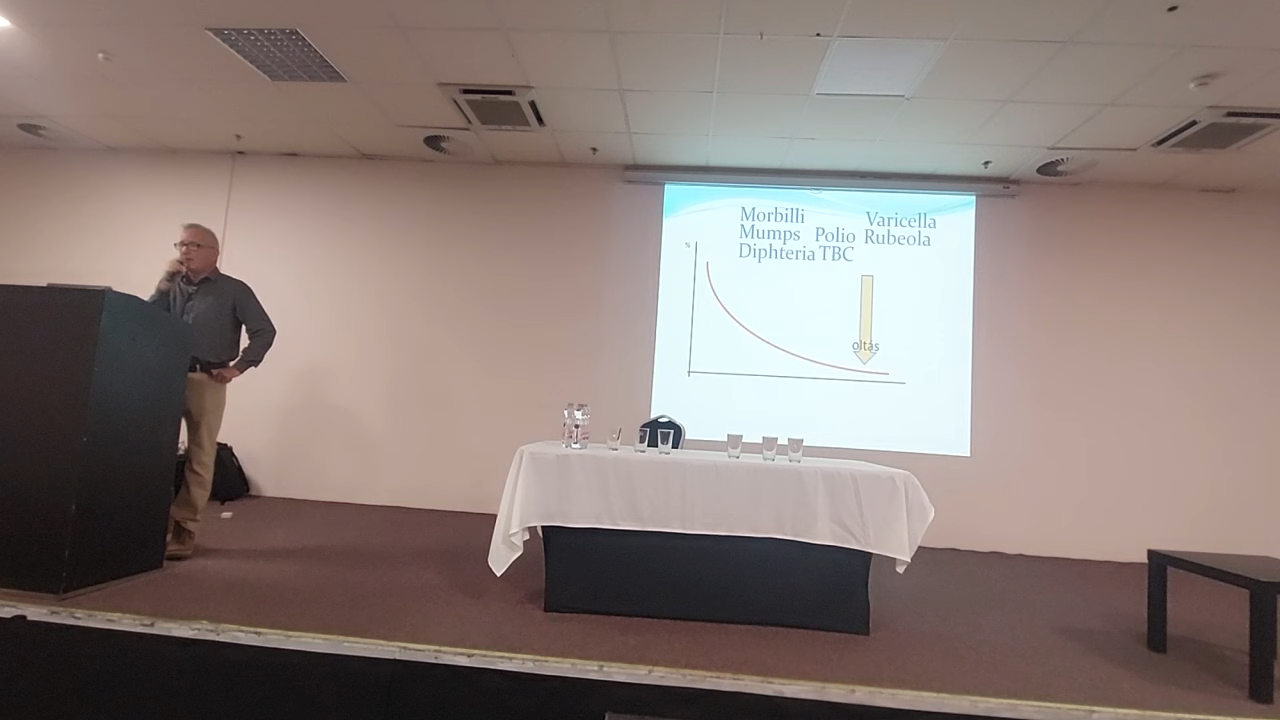 Morbilli
Mumps Polio
Diphteria TBC
Varicella
Rubeola
%
oltás